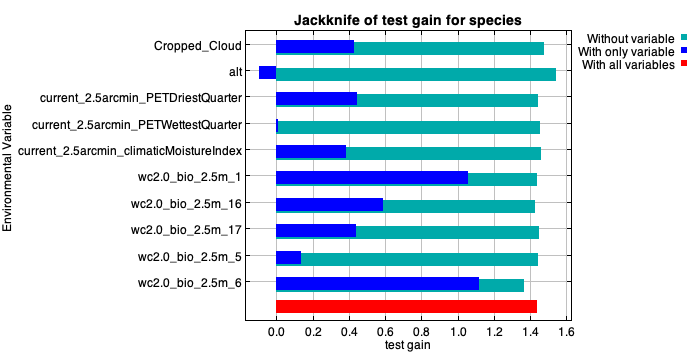 Jackknife of test gain for species
Without variable
With only variable
With all variables
Environmental Variable
Cropped_Cloud
alt
current_2.5arcmin_PETDriestQuarter
current_2.5arcmin_PETWettestQuarter
current_2.5arcmin_climaticMoistureIndex
wc2.0_bio_2.5m_1
wc2.0_bio_2.5m_16
wc2.0_bio_2.5m_17
wc2.0_bio_2.5m_5
wc2.0_bio_2.5m_6
0.0 0.2 0.4 0.6 0.8 1.0 1.2 1.4 1.6
test gain